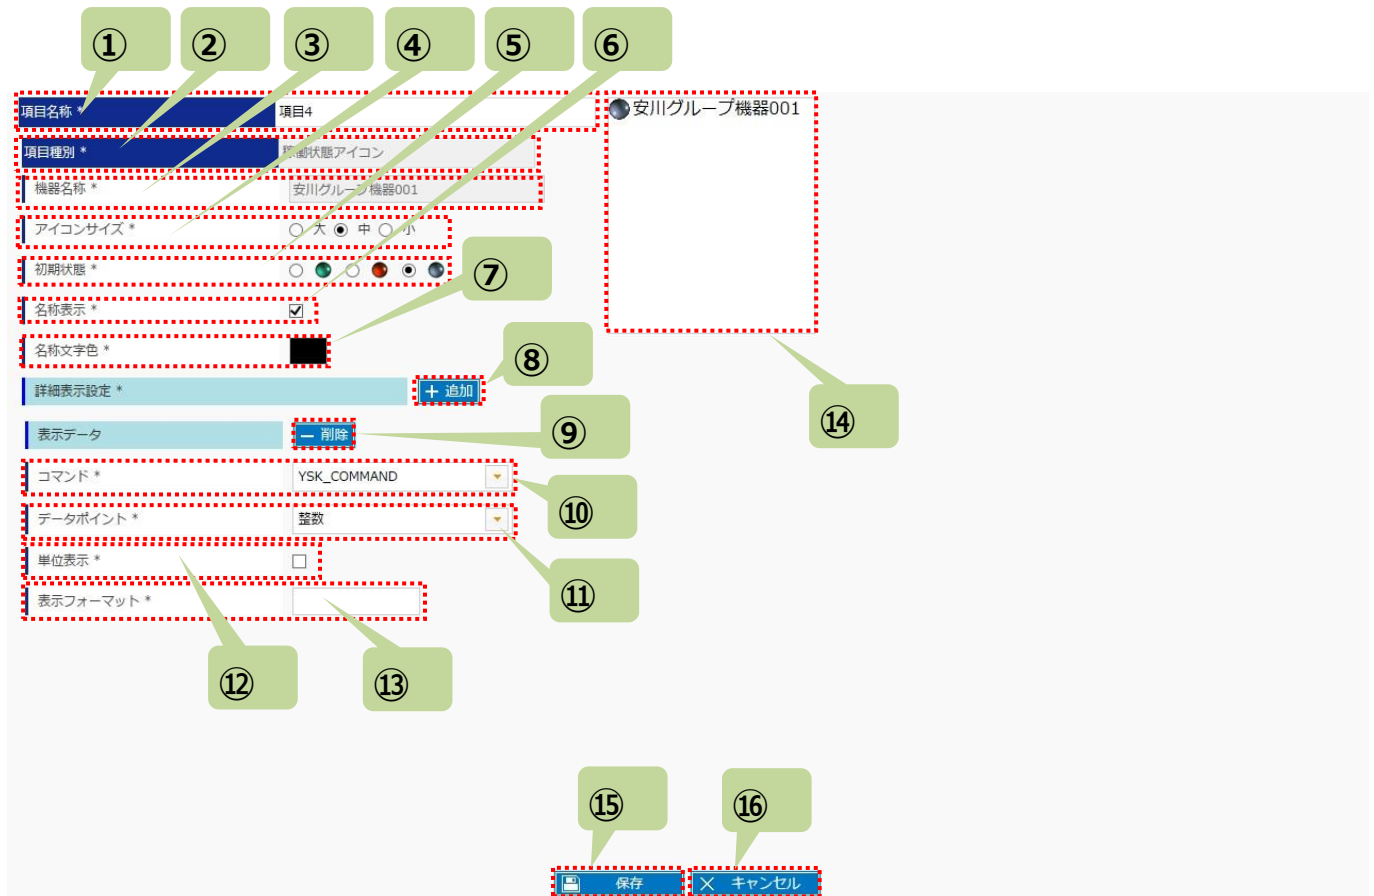 ① ② ③ ④ ⑤ ⑥
項目名称 * 項目4
安川グループ機器001
項目種別 * 稼働状態アイコン
機器名称 * 安川グループ機器001
アイコンサイズ * 大 中 小
初期状態 *
⑦
名称表示 *
名称文字色 *
⑧
詳細表示設定 * + 追加
⑭
表示データ − 削除
⑨
コマンド * YSK_COMMAND
⑩
データポイント * 整数
単位表示 *
⑪
表示フォーマット *
⑫ ⑬
⑮ ⑯
保存 × キャンセル